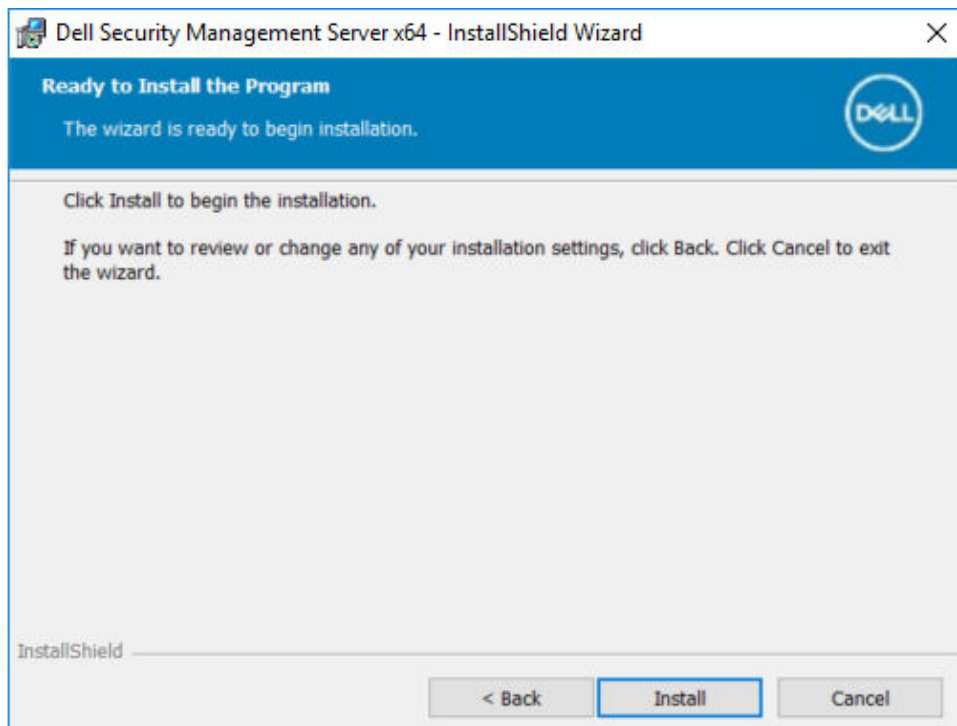 Dell Security Management Server x64 - InstallShield Wizard
Ready to Install the Program
The wizard is ready to begin installation.
DELL
Click Install to begin the installation.
If you want to review or change any of your installation settings, click Back. Click Cancel to exit
the wizard.
InstallShield
< Back
Install
Cancel